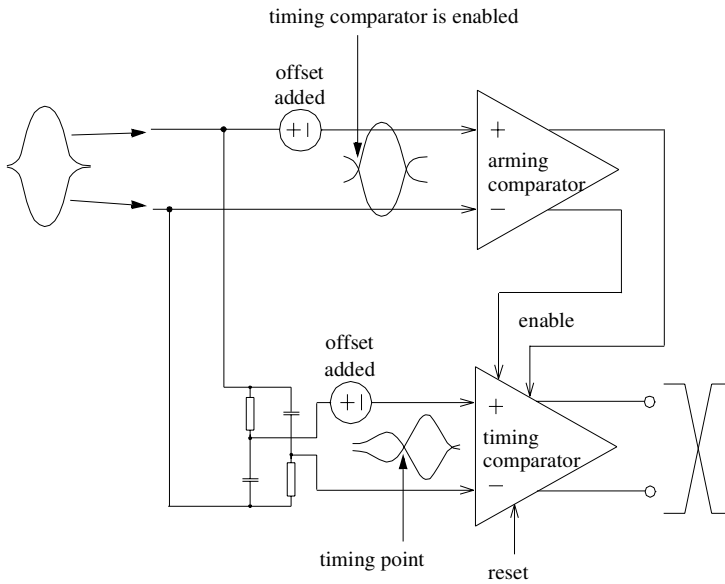 timing comparator is enabled
offset
added
+ −
+
arming
comparator
−
enable
offset
added
+ −
+
timing
comparator
−
timing point
reset